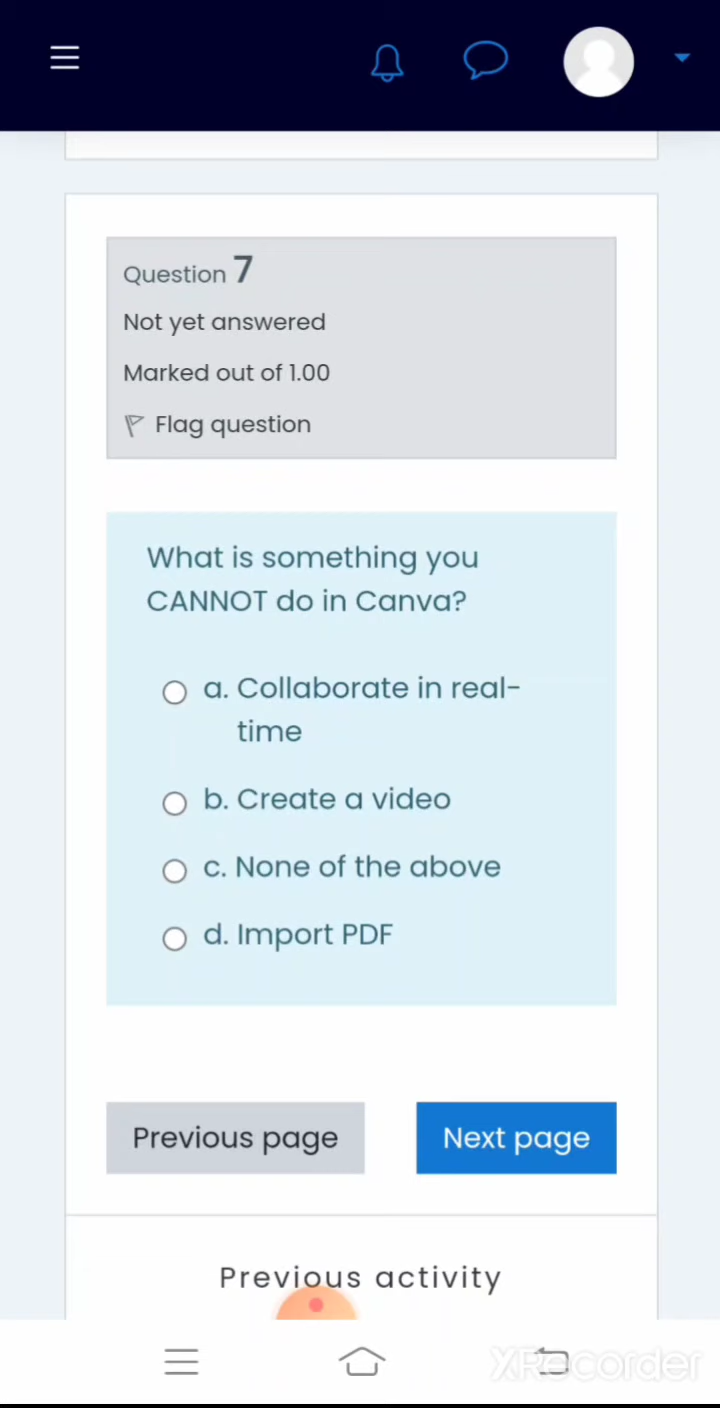 Question 7
Not yet answered
Marked out of 1.00
Flag question
What is something you
CANNOT do in Canva?
a. Collaborate in real-
time
b. Create a video
c. None of the above
d. Import PDF
Previous page
Next page
Previous activity
XRecorder